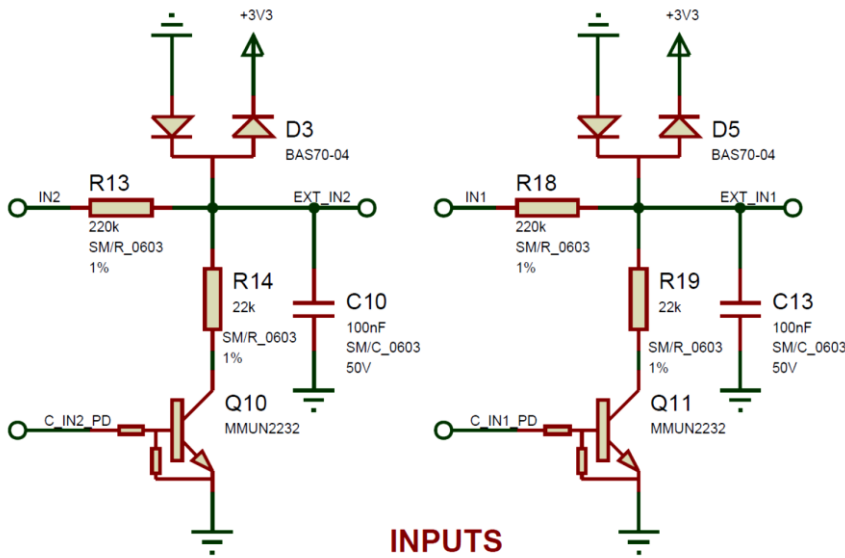 +3V3
D3
BAS70-04
IN2
R13
220k
SM/R_0603
1%
EXT_IN2
R14
22k
SM/R_0603
1%
C10
100nF
SM/C_0603
50V
C_IN2_PD
Q10
MMUN2232
+3V3
D5
BAS70-04
IN1
R18
220k
SM/R_0603
1%
EXT_IN1
R19
22k
SM/R_0603
1%
C13
100nF
SM/C_0603
50V
C_IN1_PD
Q11
MMUN2232
INPUTS